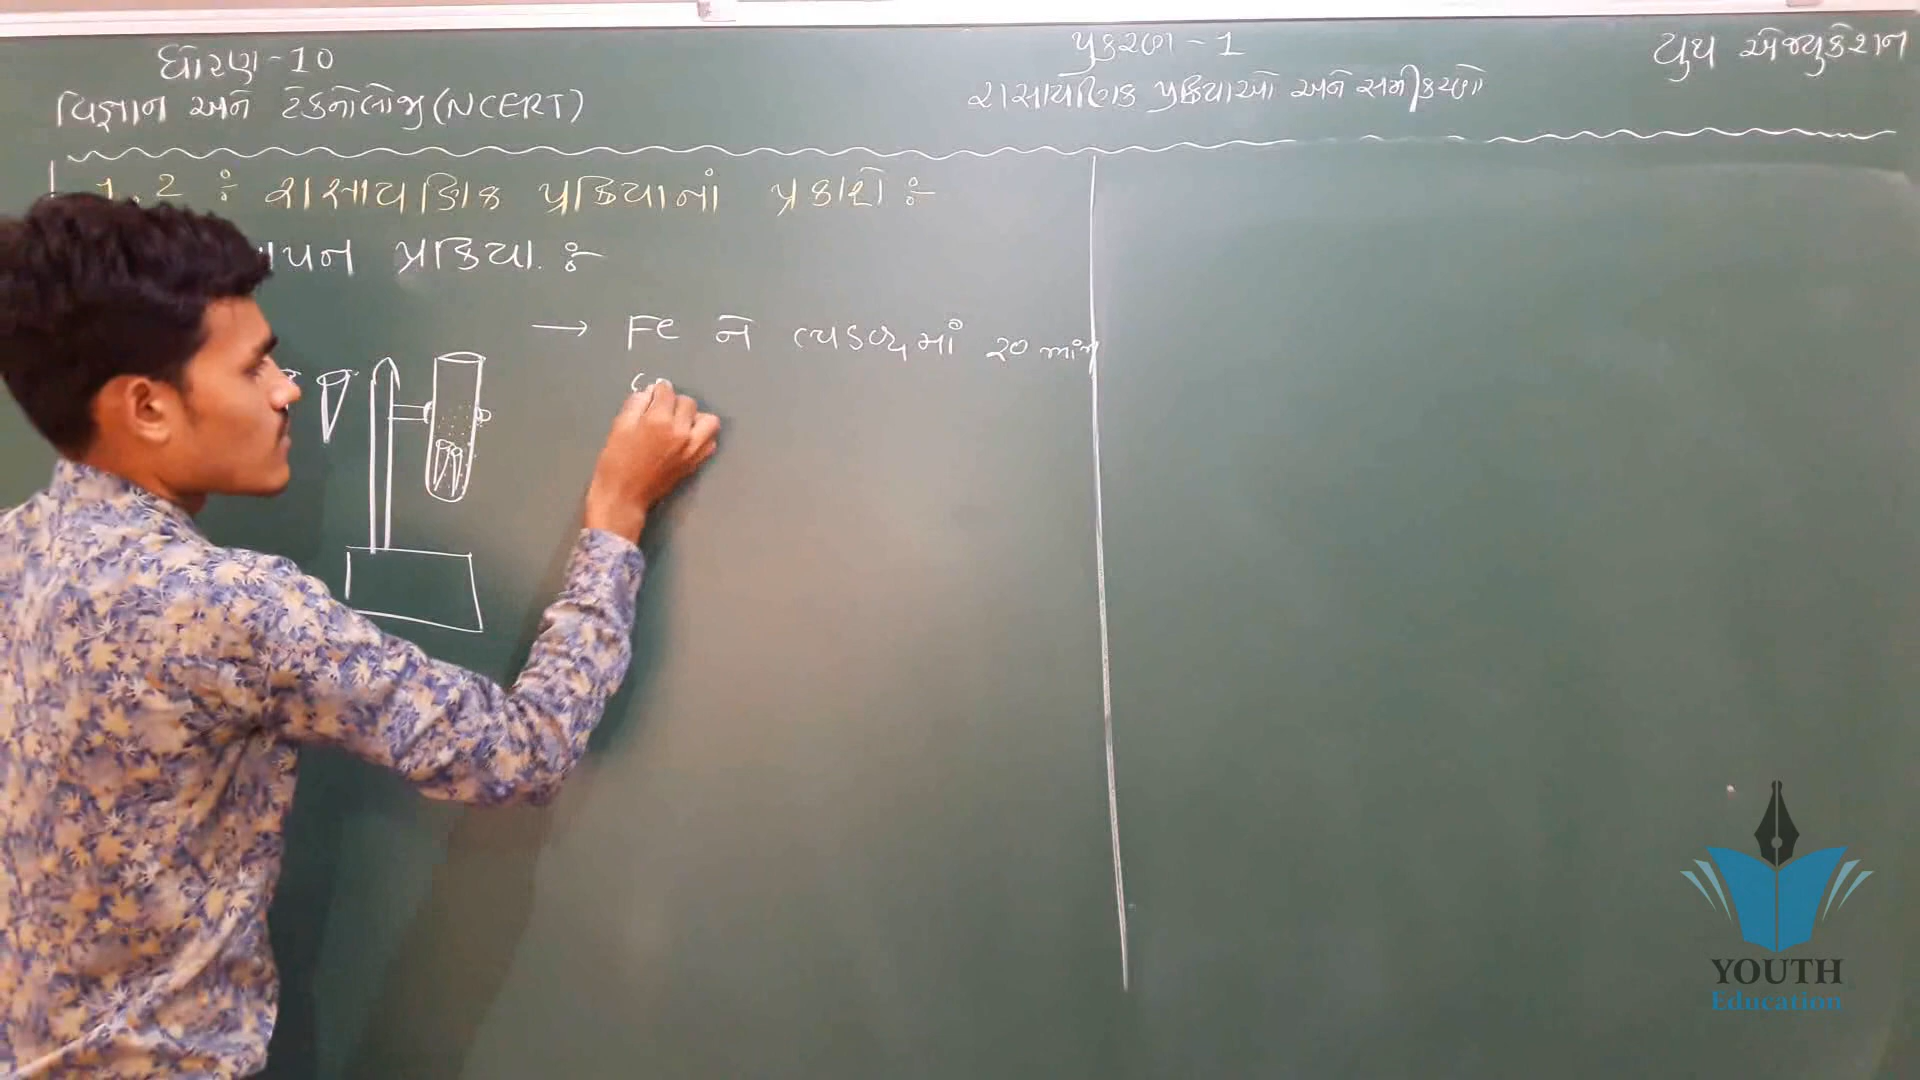 ધોરણ-10
વિજ્ઞાન અને ટેકનોલોજી (NCERT)
પ્રકરણ-1
રાસાયણિક પ્રક્રિયાઓ અને સમીકરણો
યુથ એજ્યુકેશન
1.2 : રાસાયણિક પ્રક્રિયાનાં પ્રકારો :-
પ્રક્રિયા :-
→ Fe ને માં ૨૦
YOUTH
Education